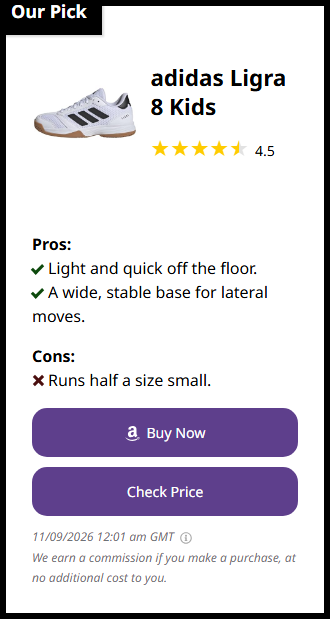 Our Pick
adidas Ligra
8 Kids
4.5
Pros:
Light and quick off the floor.
A wide, stable base for lateral
moves.
Cons:
Runs half a size small.
Buy Now
Check Price
11/09/2026 12:01 am GMT
We earn a commission if you make a purchase, at
no additional cost to you.